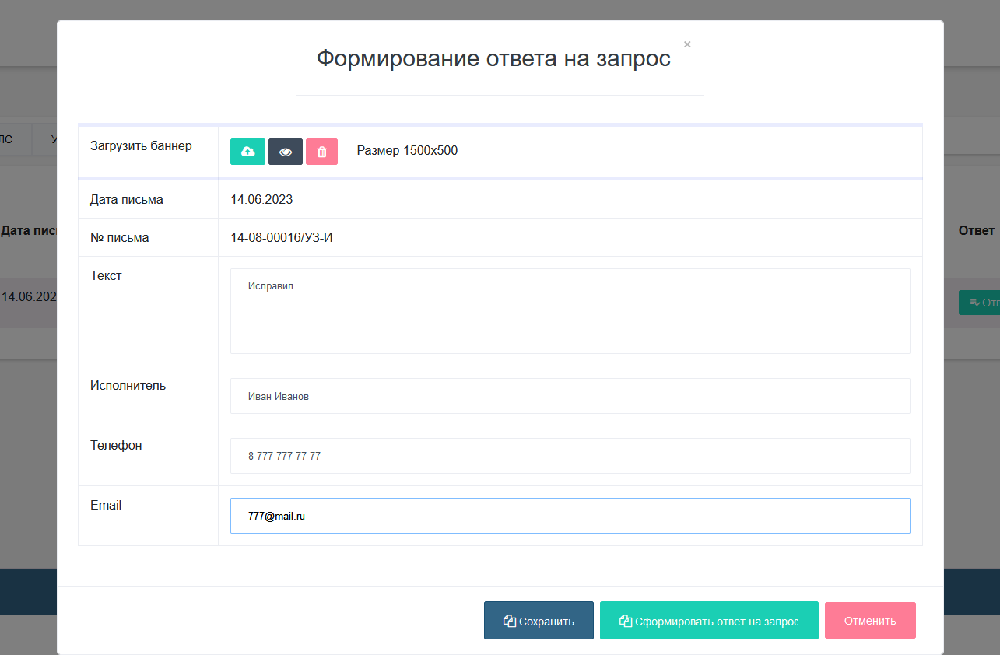 Формирование ответа на запрос ×
ЛС У
Загрузить баннер Размер 1500x500
Дата письма 14.06.2023
Дата пис Ответ
№ письма 14-08-00016/УЗ-И
Текст Исправил
14.06.202 Отв
Исполнитель Иван Иванов
Телефон 8 777 777 77 77
Email 777@mail.ru
Сохранить Сформировать ответ на запрос Отменить